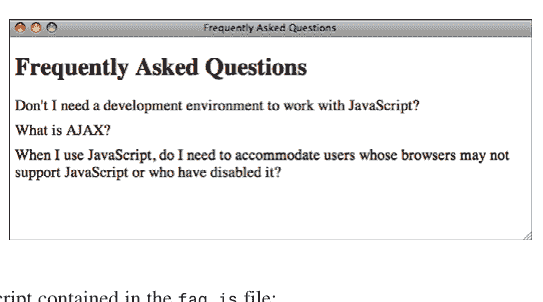 Frequently Asked Questions
Frequently Asked Questions
Don't I need a development environment to work with JavaScript?
What is AJAX?
When I use JavaScript, do I need to accommodate users whose browsers may not
support JavaScript or who have disabled it?
cript contained in the faq.js file: